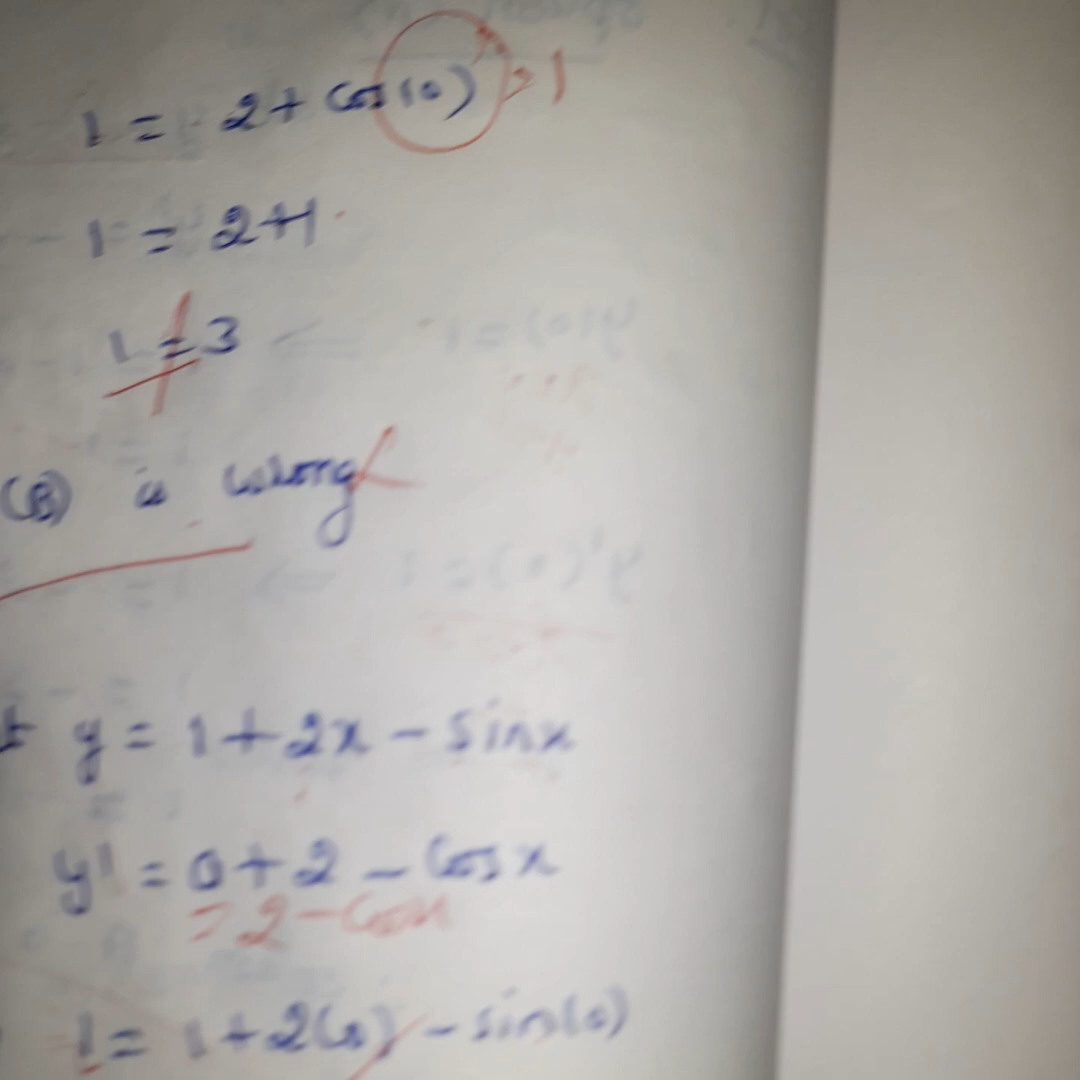 1 = 2 + cos(0) = 1
1 = 2+1
1 = 3
(B) is wrong
y = 1 + 2x - sinx
y' = 0 + 2 - cosx
= 2 - cosx
1 = 1 + 2(0) - sin(0)